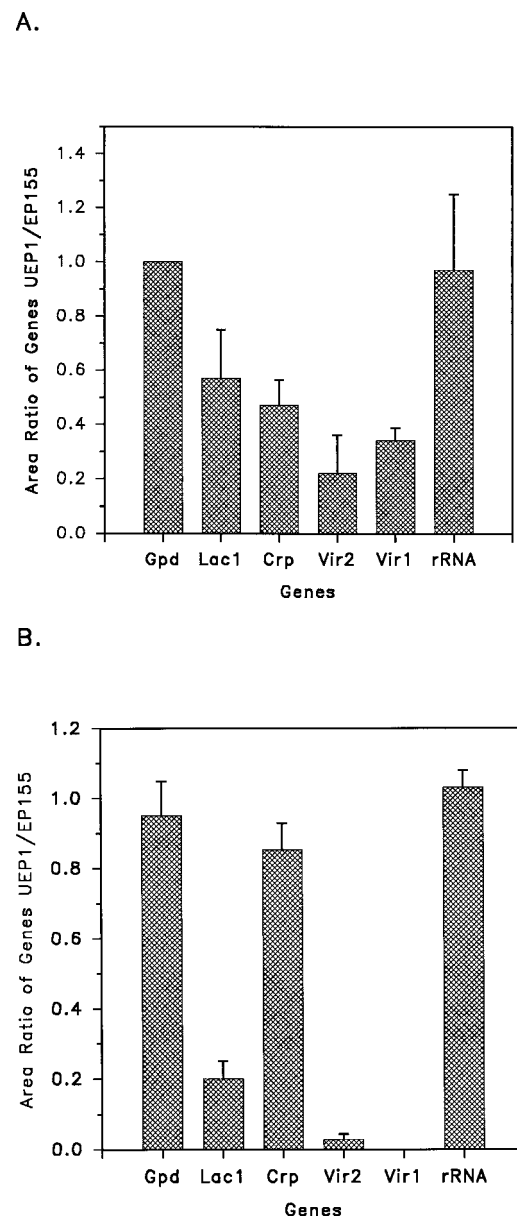 A.
Area Ratio of Genes UEP1/EP155
1.4
1.2
1.0
0.8
0.6
0.4
0.2
0.0
Gpd Lac1 Crp Vir2 Vir1 rRNA
Genes
B.
Area Ratio of Genes UEP1/EP155
1.2
1.0
0.8
0.6
0.4
0.2
0.0
Gpd Lac1 Crp Vir2 Vir1 rRNA
Genes